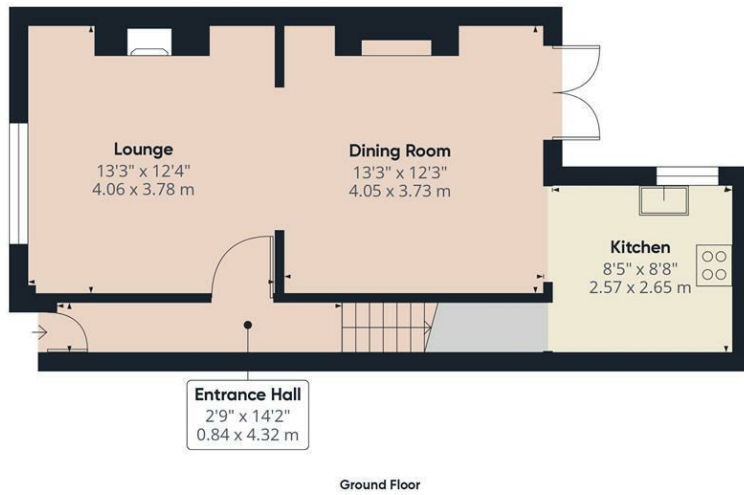 Lounge
13'3" x 12'4"
4.06 x 3.78 m
Dining Room
13'3" x 12'3"
4.05 x 3.73 m
Kitchen
8'5" x 8'8"
2.57 x 2.65 m
Entrance Hall
2'9" x 14'2"
0.84 x 4.32 m
Ground Floor